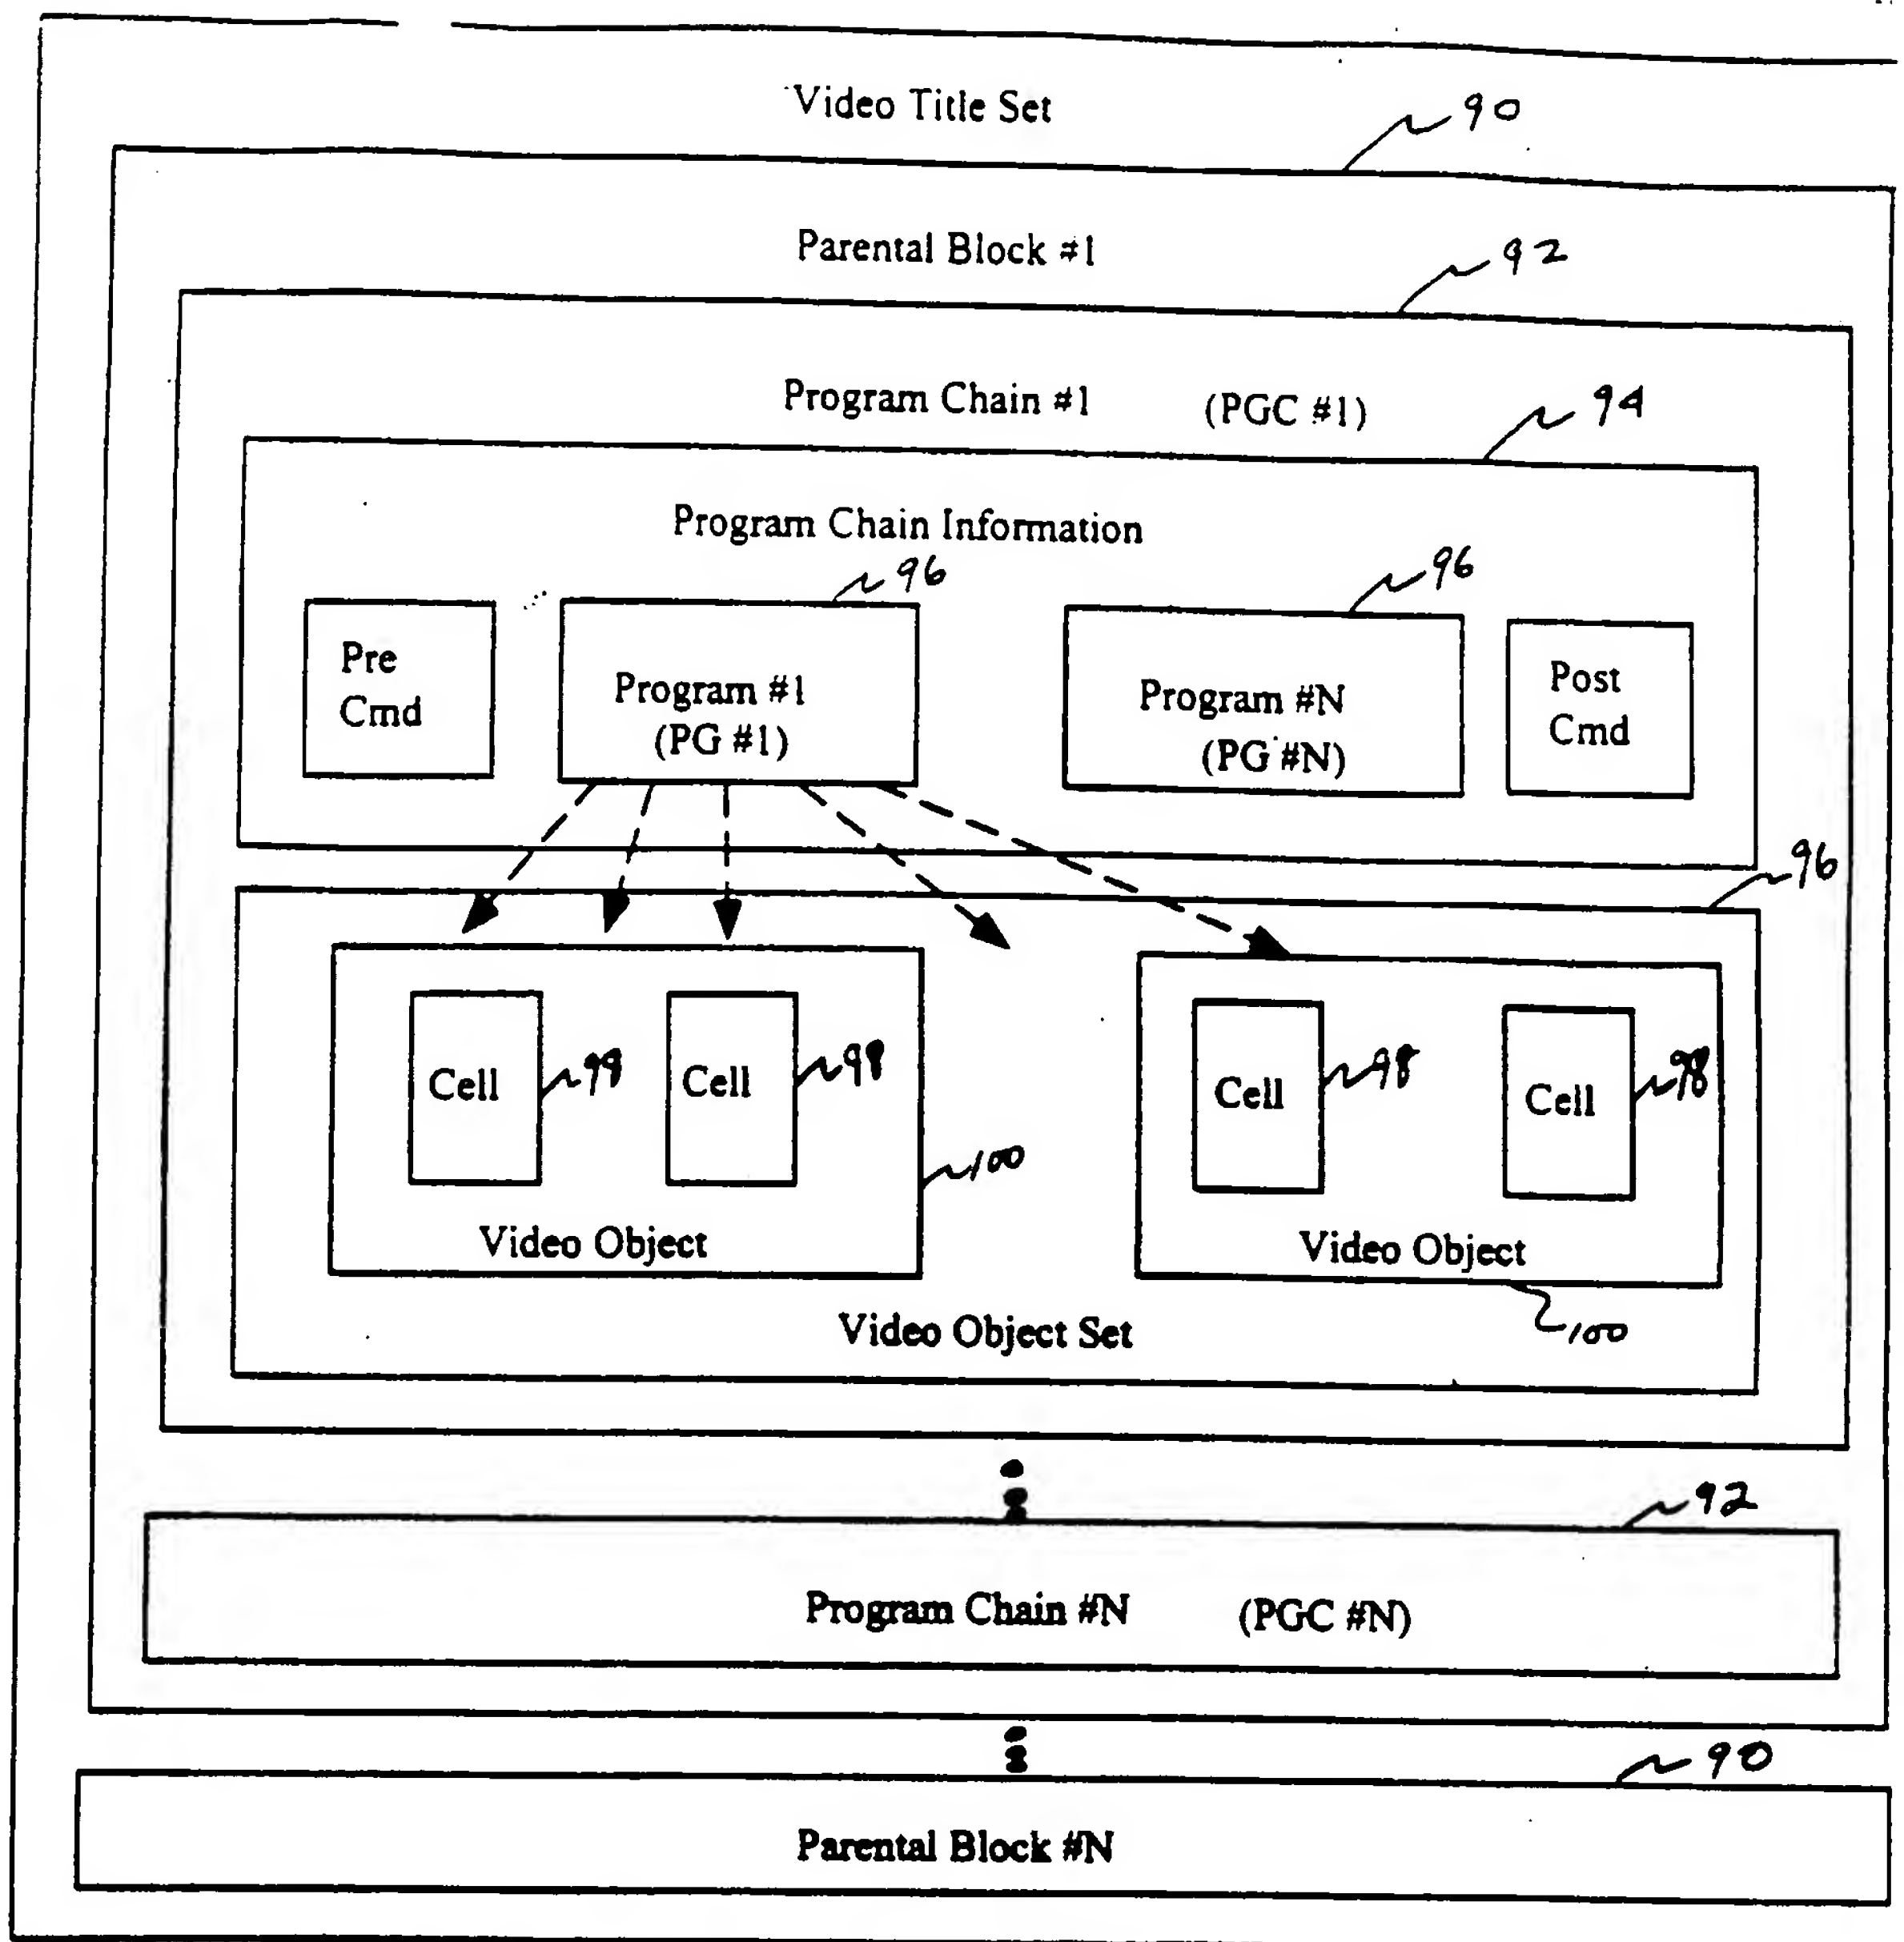 Video Title Set
90
Parental Block #1
92
Program Chain #1 (PGC #1)
94
Program Chain Information
96
96
Pre
Cmd
Program #1
(PG #1)
Program #N
(PG #N)
Post
Cmd
96
Cell
98
Cell
98
Cell
98
Cell
98
100
Video Object
Video Object
100
Video Object Set
92
Program Chain #N (PGC #N)
90
Parental Block #N